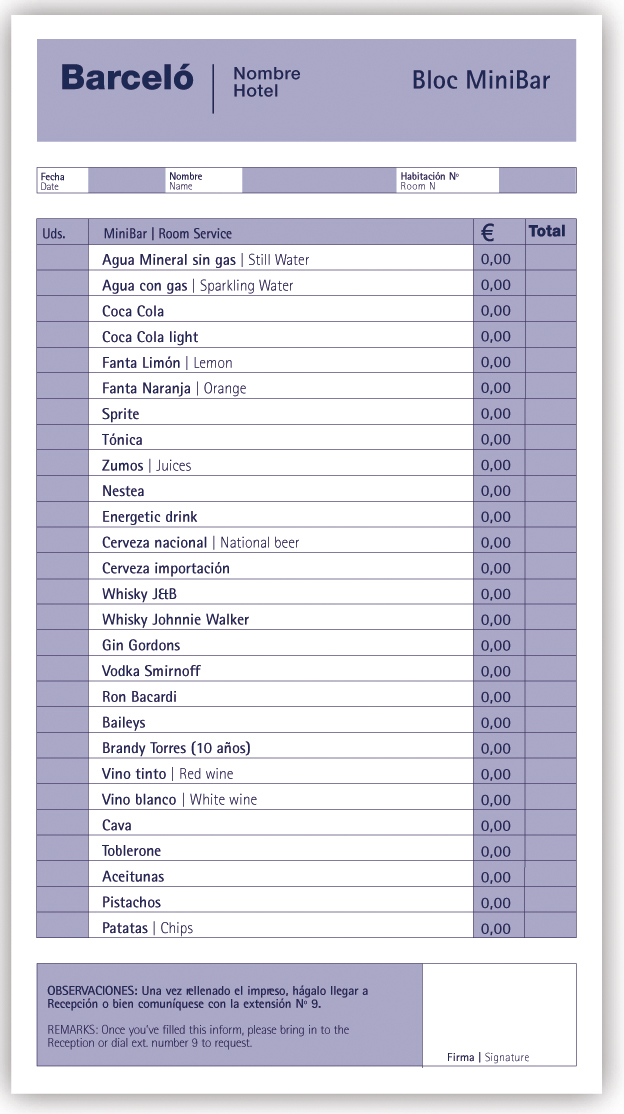 Barceló
Nombre
Hotel
Bloc MiniBar
Fecha
Date
Nombre
Name
Habitación Nº
Room N
Uds. MiniBar | Room Service € Total
Agua Mineral sin gas | Still Water 0,00
Agua con gas | Sparkling Water 0,00
Coca Cola 0,00
Coca Cola light 0,00
Fanta Limón | Lemon 0,00
Fanta Naranja | Orange 0,00
Sprite 0,00
Tónica 0,00
Zumos | Juices 0,00
Nestea 0,00
Energetic drink 0,00
Cerveza nacional | National beer 0,00
Cerveza importación 0,00
Whisky J&B 0,00
Whisky Johnnie Walker 0,00
Gin Gordons 0,00
Vodka Smirnoff 0,00
Ron Bacardi 0,00
Baileys 0,00
Brandy Torres (10 años) 0,00
Vino tinto | Red wine 0,00
Vino blanco | White wine 0,00
Cava 0,00
Toblerone 0,00
Aceitunas 0,00
Pistachos 0,00
Patatas | Chips 0,00
OBSERVACIONES: Una vez rellenado el impreso, hágalo llegar a
Recepción o bien comuníquese con la extensión Nº 9.
REMARKS: Once you've filled this inform, please bring in to the
Reception or dial ext. number 9 to request.
Firma | Signature